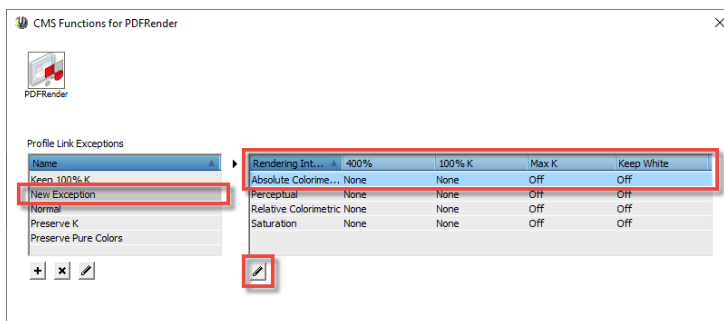 CMS Functions for PDFRender
PDFRender
Profile Link Exceptions
Name
Keep 100% K
New Exception
Normal
Preserve K
Preserve Pure Colors
Rendering Int... 400% 100% K Max K Keep White
Absolute Colorime... None None Off Off
Perceptual None None Off Off
Relative Colorimetric None None Off Off
Saturation None None Off Off